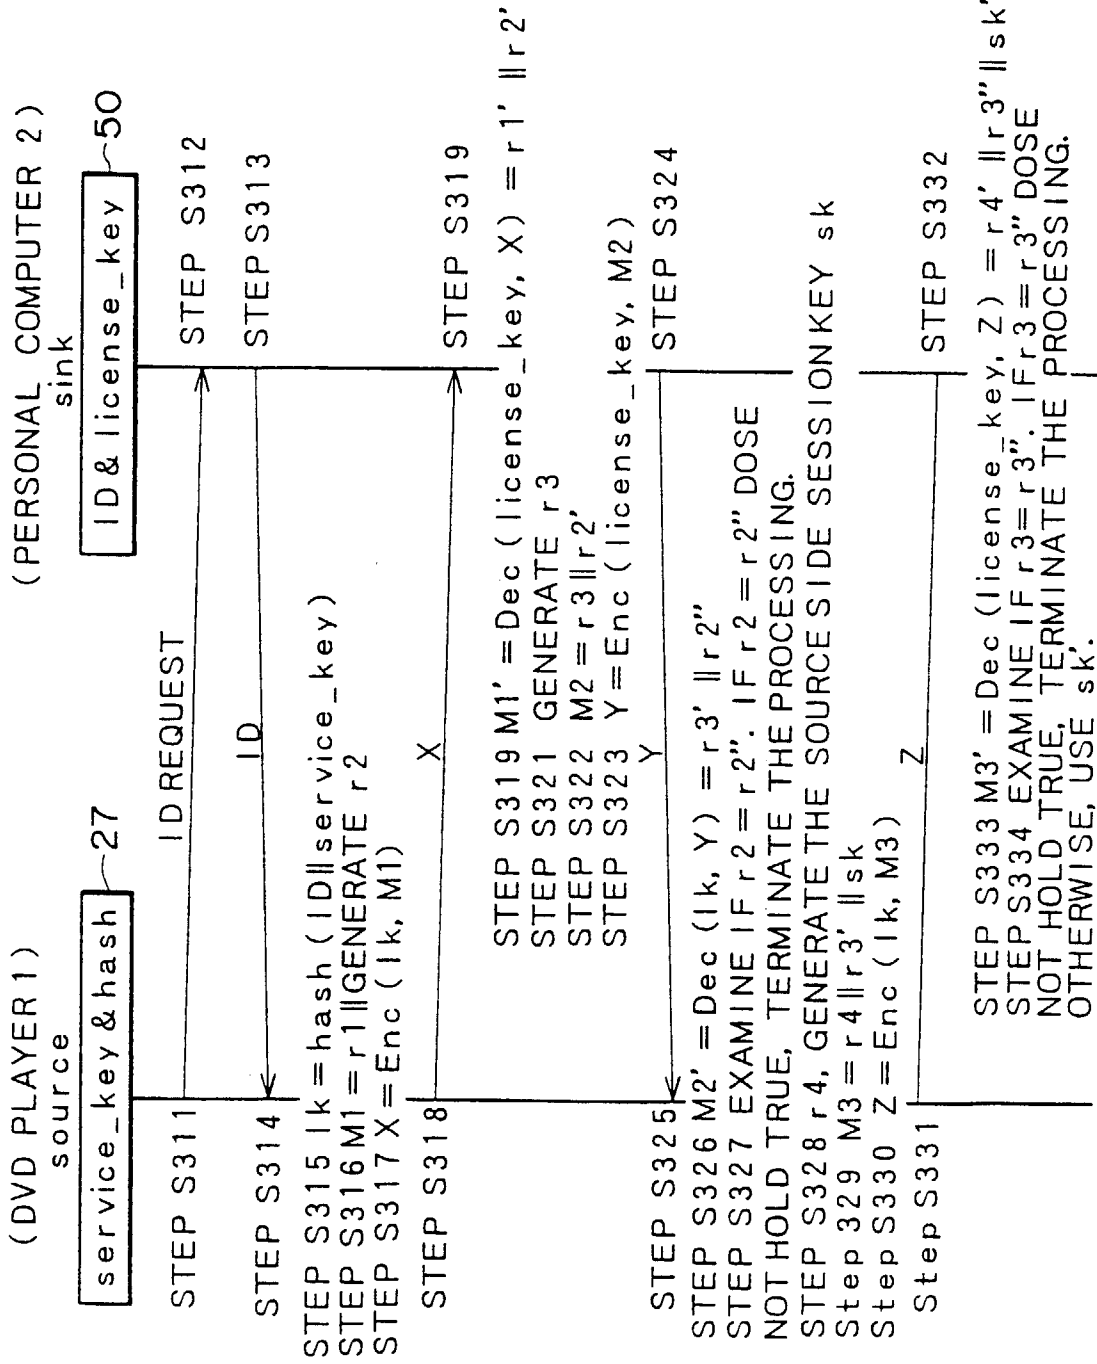 (DVD PLAYER 1)
source
(PERSONAL COMPUTER 2)
sink
service_key & hash
27
ID & license_key
50
STEP S311
ID REQUEST
STEP S312
STEP S313
ID
STEP S314
STEP S315 lk = hash (ID ‖ service_key)
STEP S316 M1 = r1 ‖ GENERATE r2
STEP S317 X = Enc (lk, M1)
STEP S318
X
STEP S319
STEP S319 M1' = Dec (license_key, X) = r1' ‖ r2'
STEP S321 GENERATE r3
STEP S322 M2 = r3 ‖ r2'
STEP S323 Y = Enc (license_key, M2)
STEP S324
Y
STEP S325
STEP S326 M2' = Dec (lk, Y) = r3' ‖ r2"
STEP S327 EXAMINE IF r2 = r2". IF r2 = r2" DOSE
NOT HOLD TRUE, TERMINATE THE PROCESSING.
STEP S328 r4, GENERATE THE SOURCE SIDE SESSION KEY sk
Step 329 M3 = r4 ‖ r3' ‖ sk
Step S330 Z = Enc (lk, M3)
Step S331
Z
STEP S332
STEP S333 M3' = Dec (license_key, Z) = r4' ‖ r3" ‖ sk'
STEP S334 EXAMINE IF r3 = r3". IF r3 = r3" DOSE
NOT HOLD TRUE, TERMINATE THE PROCESSING.
OTHERWISE, USE sk'.